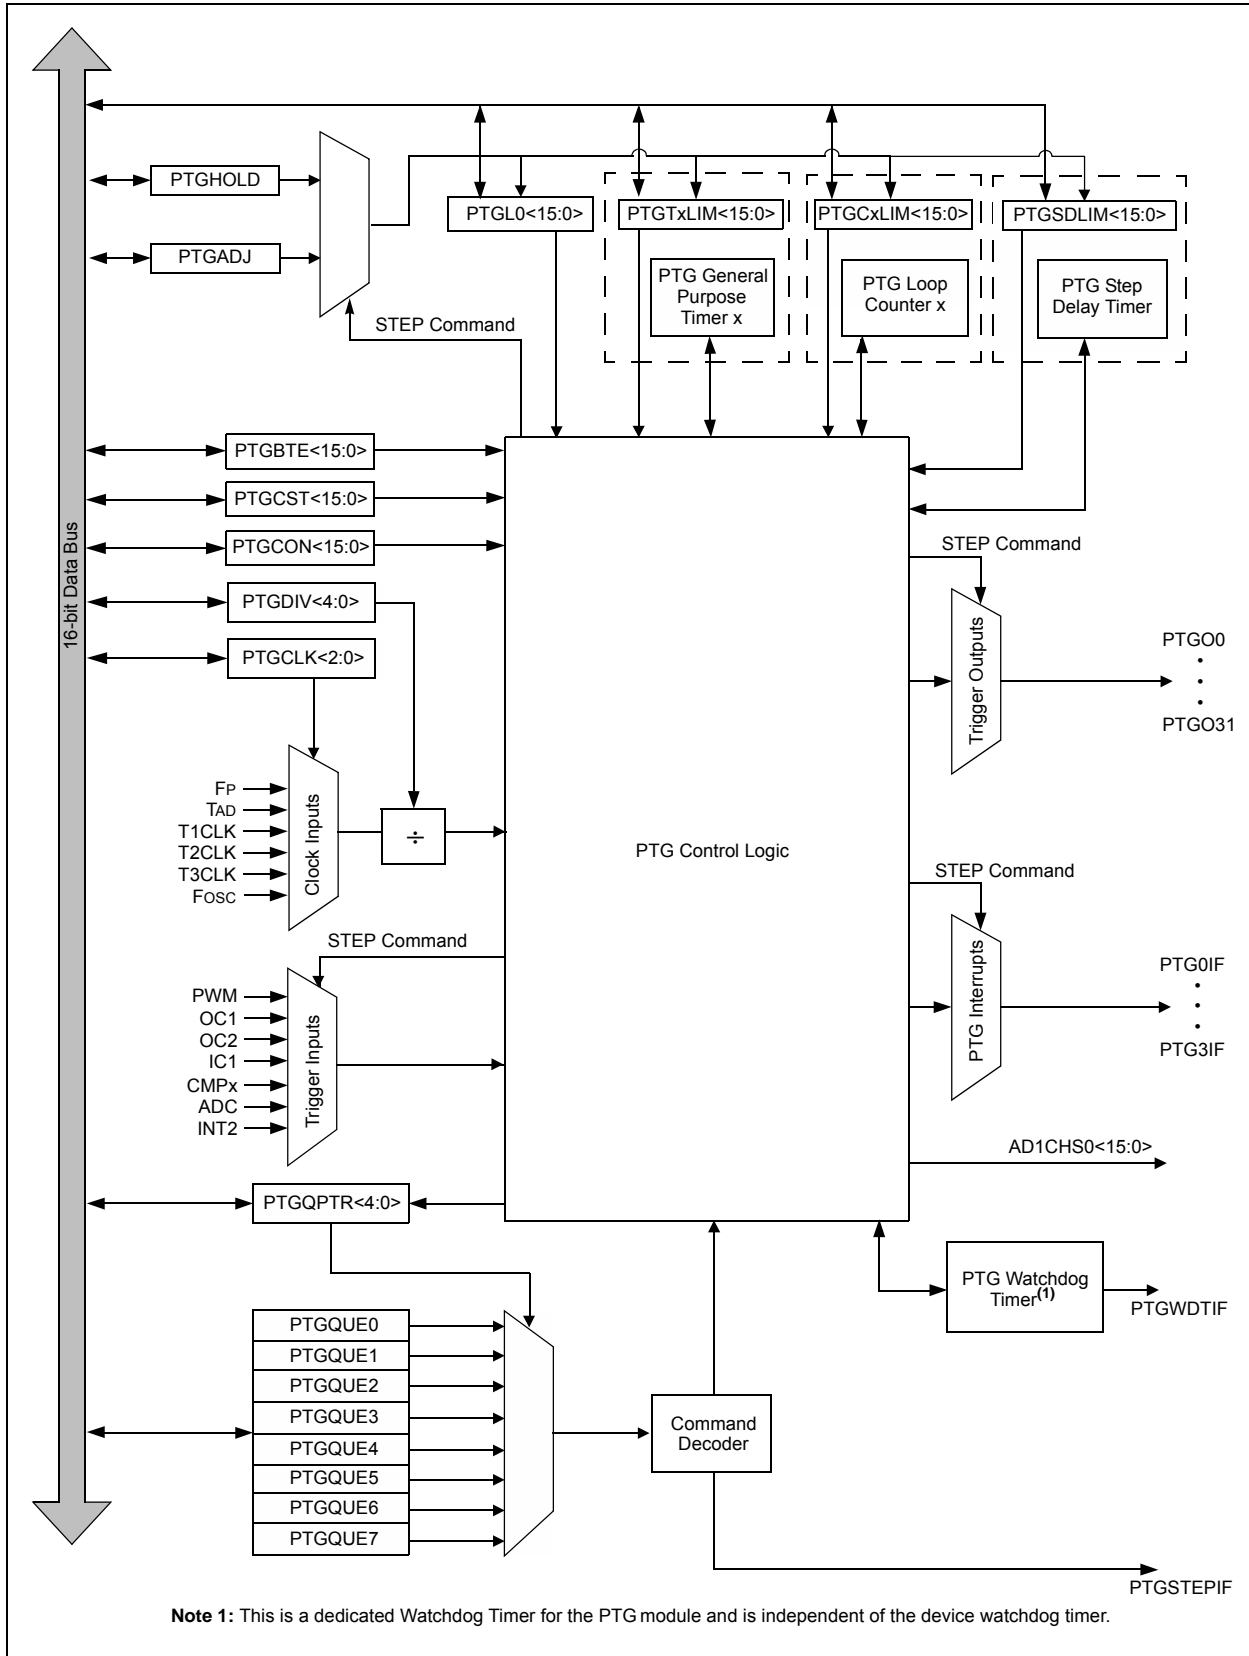 16-bit Data Bus
PTGHOLD
PTGADJ
STEP Command
PTGL0<15:0>
PTGTxLIM<15:0>
PTGCxLIM<15:0>
PTGSDLIM<15:0>
PTG General
Purpose
Timer x
PTG Loop
Counter x
PTG Step
Delay Timer
PTGBTE<15:0>
PTGCST<15:0>
PTGCON<15:0>
PTGDIV<4:0>
PTGCLK<2:0>
FP
TAD
T1CLK
T2CLK
T3CLK
FOSC
Clock Inputs
÷
PTG Control Logic
STEP Command
Trigger Outputs
PTGO0
•
•
•
PTGO31
STEP Command
PWM
OC1
OC2
IC1
CMPx
ADC
INT2
Trigger Inputs
STEP Command
PTG Interrupts
PTG0IF
•
•
•
PTG3IF
AD1CHS0<15:0>
PTGQPTR<4:0>
PTG Watchdog
Timer(1)
PTGWDTIF
PTGQUE0
PTGQUE1
PTGQUE2
PTGQUE3
PTGQUE4
PTGQUE5
PTGQUE6
PTGQUE7
Command
Decoder
PTGSTEPIF
Note 1: This is a dedicated Watchdog Timer for the PTG module and is independent of the device watchdog timer.